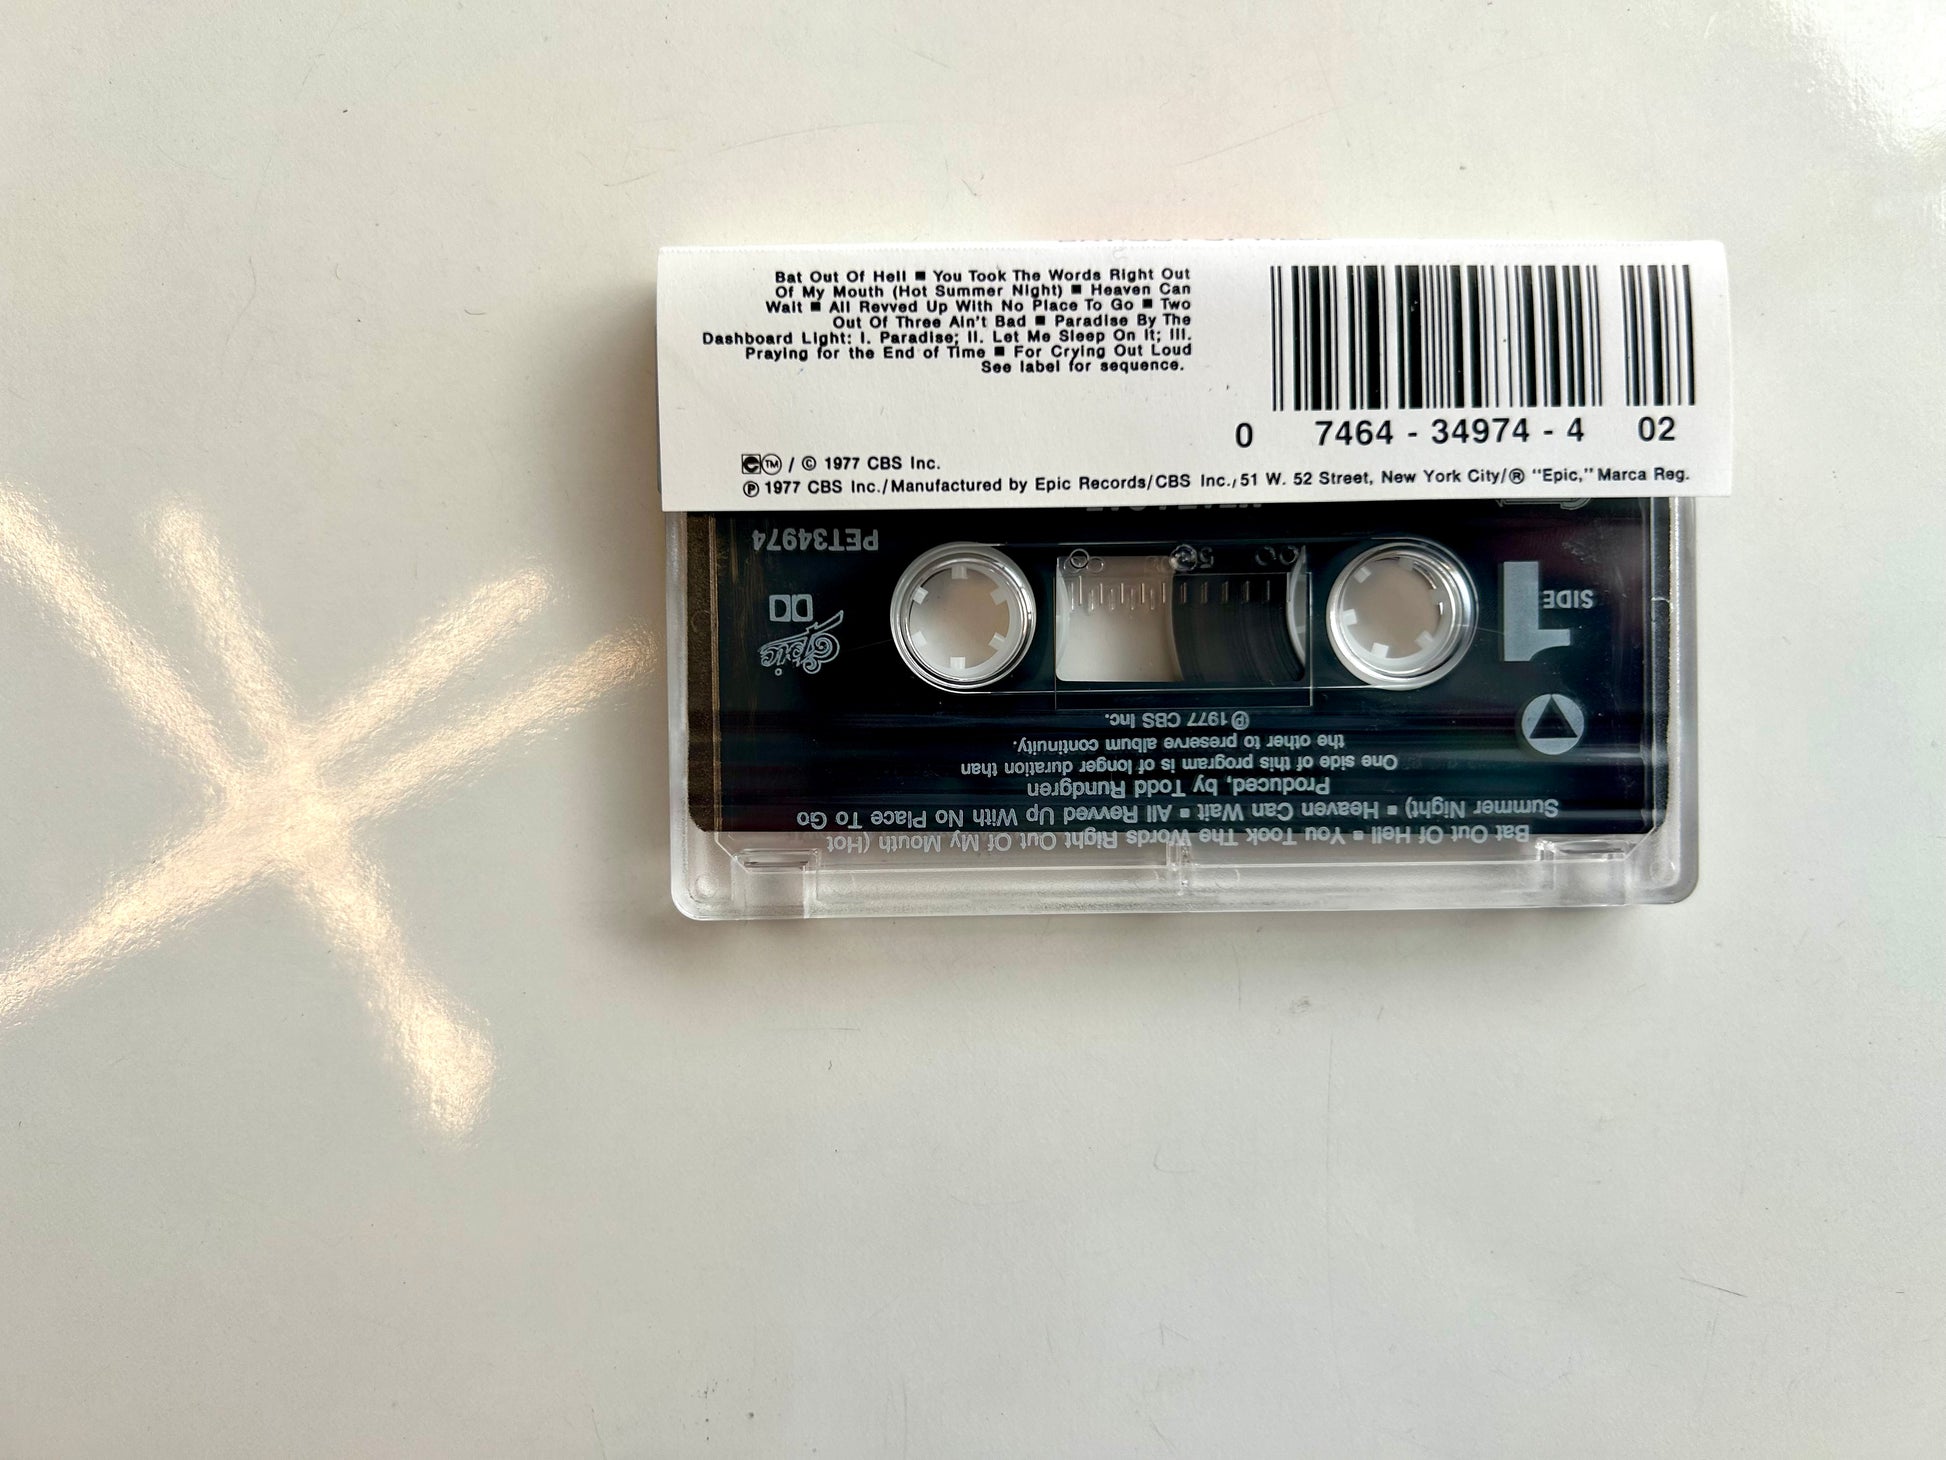 Bat Out Of Hell ■ You Took The Words Right Out
Of My Mouth (Hot Summer Night) ■ Heaven Can
Wait ■ All Revved Up With No Place To Go ■ Two
Out Of Three Ain't Bad ■ Paradise By The
Dashboard Light: I. Paradise; II. Let Me Sleep On It; III.
Praying for the End of Time ■ For Crying Out Loud
See label for sequence.
0 7464 - 34974 - 4 02
e TM / © 1977 CBS Inc.
℗ 1977 CBS Inc./Manufactured by Epic Records/CBS Inc., 51 W. 52 Street, New York City/® "Epic," Marca Reg.
Bat Out Of Hell ■ You Took The Words Right Out Of My Mouth (Hot
Summer Night) ■ Heaven Can Wait ■ All Revved Up With No Place To Go
Produced, by Todd Rundgren
One side of this program is of longer duration than
the other to preserve album continuity.
℗ 1977 CBS Inc.
SIDE 1
50
Epic
PET34974